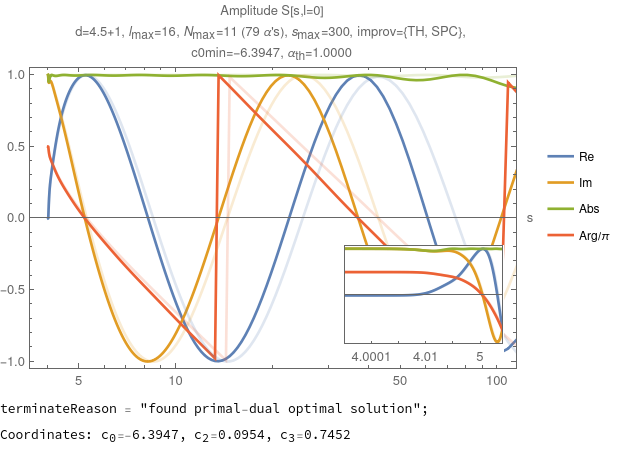 Amplitude S[s,l=0]
d=4.5+1, lmax=16, Nmax=11 (79 α's), smax=300, improv={TH, SPC},
c0min=−6.3947, αth=1.0000
1.0
0.5
0.0
−0.5
−1.0
s
Re
Im
Abs
Arg/π
4.0001 4.01 5
5 10 50 100
terminateReason = "found primal-dual optimal solution";
Coordinates: c0=-6.3947, c2=0.0954, c3=0.7452